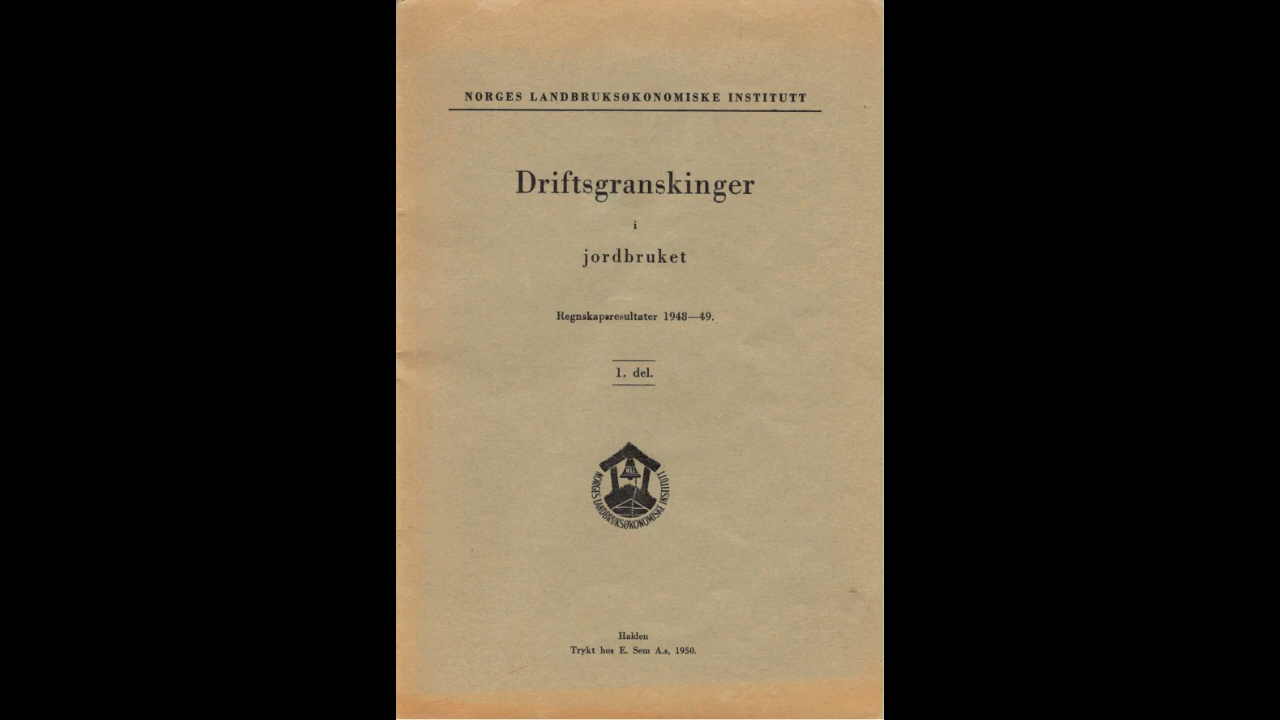 NORGES LANDBRUKSØKONOMISKE INSTITUTT
Driftsgranskinger
i
jordbruket
Regnskapsresultater 1948—49.
1. del.
NORGES LANDBRUKSØKONOMISKE INSTITUTT
Halden
Trykt hos E. Sem A.s, 1950.